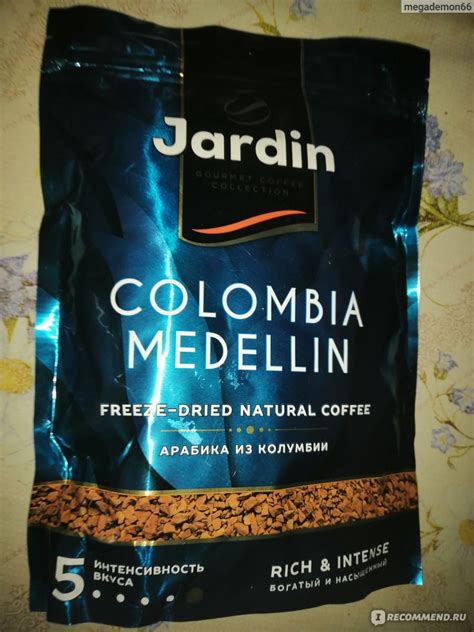 megademon66
Jardin
GOURMET COFFEE
COLLECTION
COLOMBIA
MEDELLIN
FREEZE-DRIED NATURAL COFFEE
АРАБИКА ИЗ КОЛУМБИИ
5 ИНТЕНСИВНОСТЬ
ВКУСА
RICH & INTENSE
БОГАТЫЙ И НАСЫЩЕННЫЙ
IRECOMMEND.RU